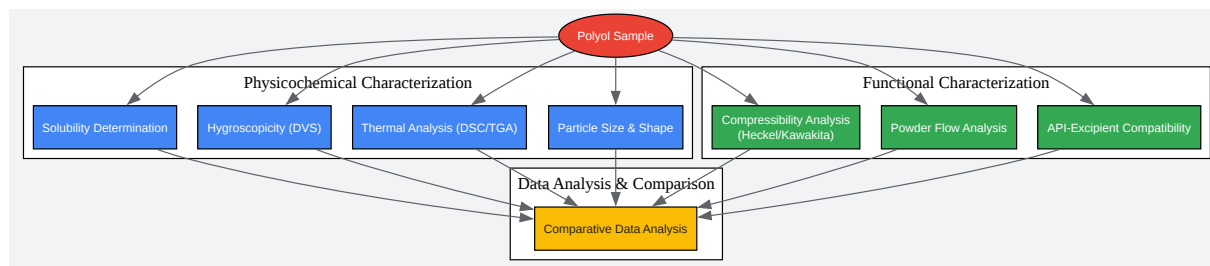 Polyol Sample
Physicochemical Characterization
Functional Characterization
Solubility Determination
Hygroscopicity (DVS)
Thermal Analysis (DSC/TGA)
Particle Size & Shape
Compressibility Analysis
(Heckel/Kawakita)
Powder Flow Analysis
API-Excipient Compatibility
Data Analysis & Comparison
Comparative Data Analysis